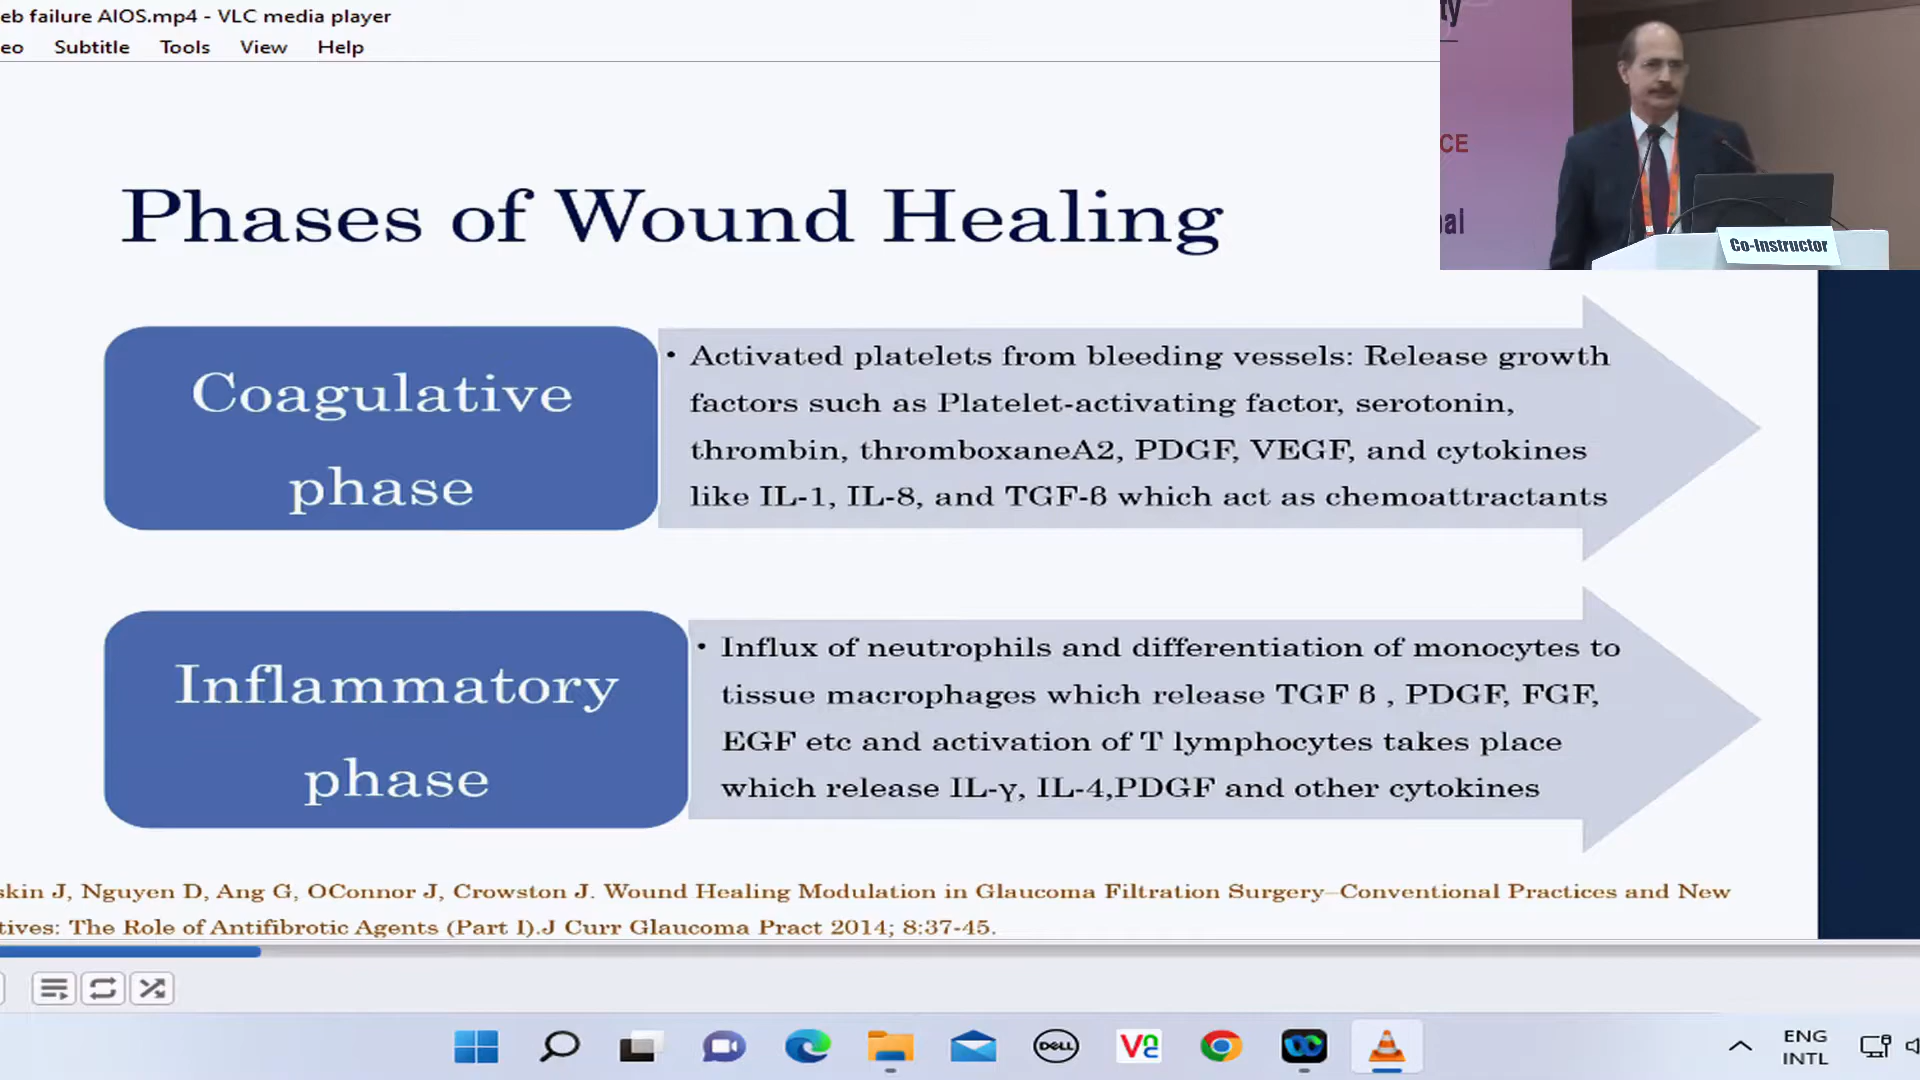 eb failure AIOS.mp4 - VLC media player
eo Subtitle Tools View Help
ty
CE
bal
Co-Instructor
Phases of Wound Healing
Coagulative
phase
• Activated platelets from bleeding vessels: Release growth
factors such as Platelet-activating factor, serotonin,
thrombin, thromboxaneA2, PDGF, VEGF, and cytokines
like IL-1, IL-8, and TGF-β which act as chemoattractants
Inflammatory
phase
• Influx of neutrophils and differentiation of monocytes to
tissue macrophages which release TGF β , PDGF, FGF,
EGF etc and activation of T lymphocytes takes place
which release IL-γ, IL-4,PDGF and other cytokines
skin J, Nguyen D, Ang G, OConnor J, Crowston J. Wound Healing Modulation in Glaucoma Filtration Surgery–Conventional Practices and New
tives: The Role of Antifibrotic Agents (Part I).J Curr Glaucoma Pract 2014; 8:37-45.
DELL
ENG
INTL